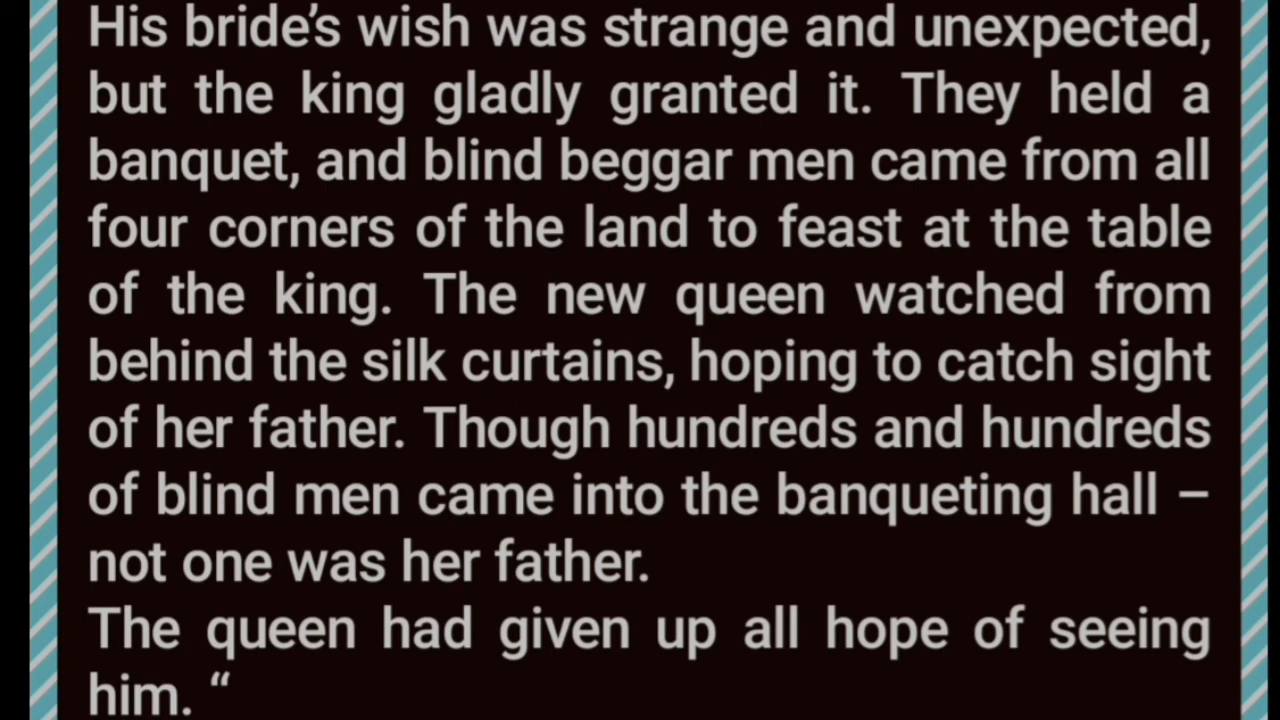 His bride’s wish was strange and unexpected,
but the king gladly granted it. They held a
banquet, and blind beggar men came from all
four corners of the land to feast at the table
of the king. The new queen watched from
behind the silk curtains, hoping to catch sight
of her father. Though hundreds and hundreds
of blind men came into the banqueting hall –
not one was her father.
The queen had given up all hope of seeing
him. “